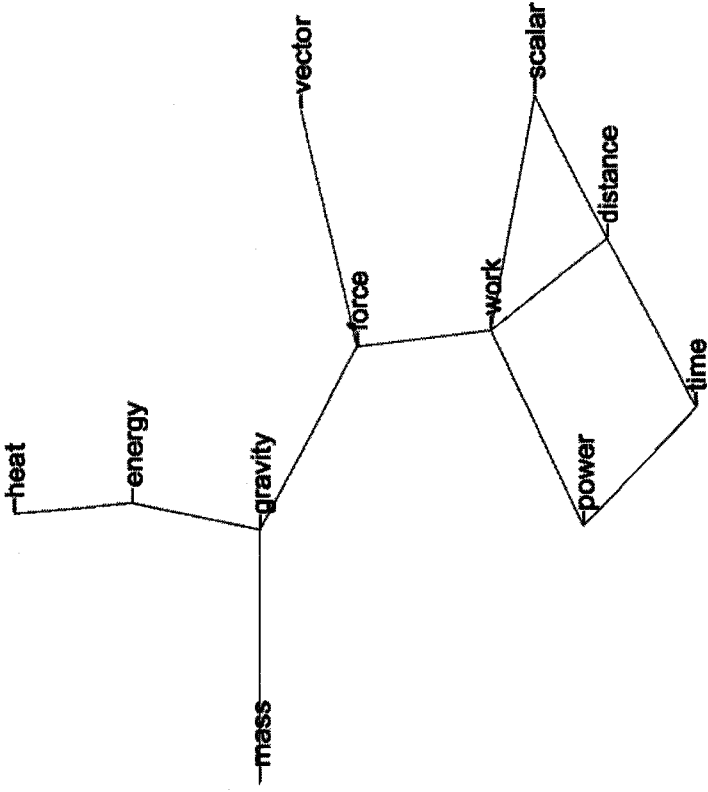 heat
energy
gravity
mass
vector
force
scalar
work
distance
power
time